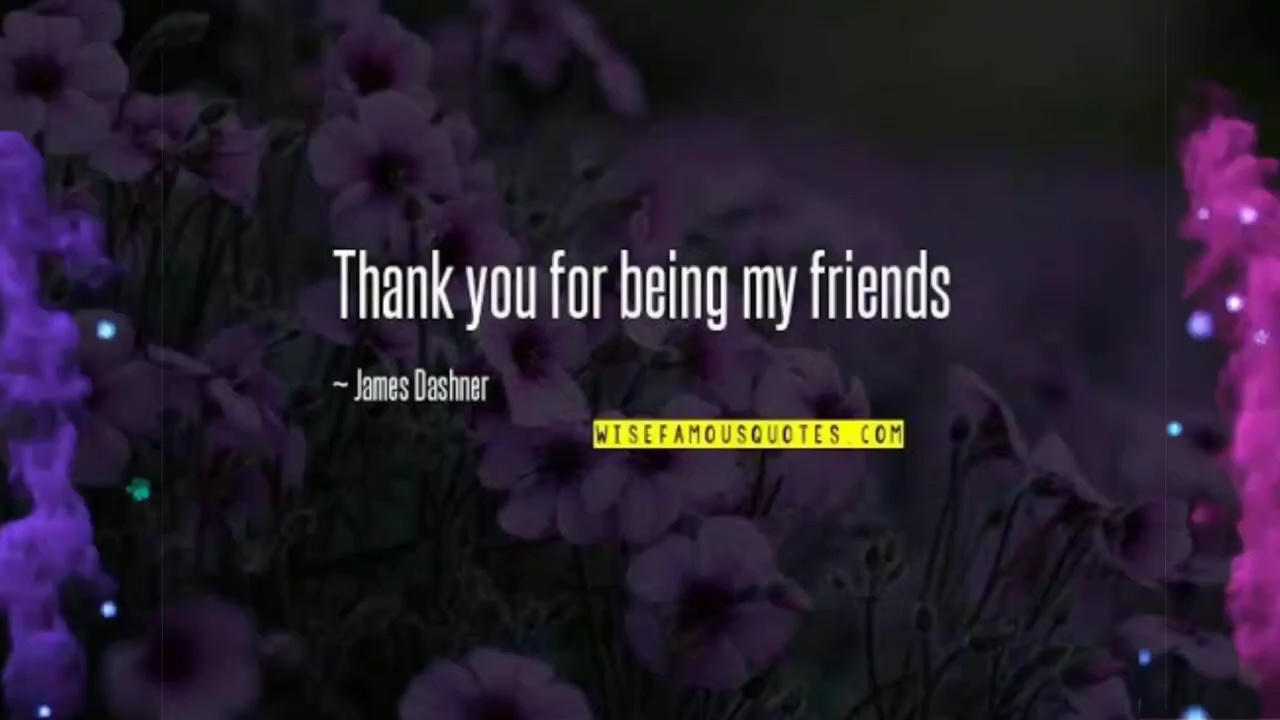 Thank you for being my friends
~ James Dashner
WISEFAMOUSQUOTES.COM